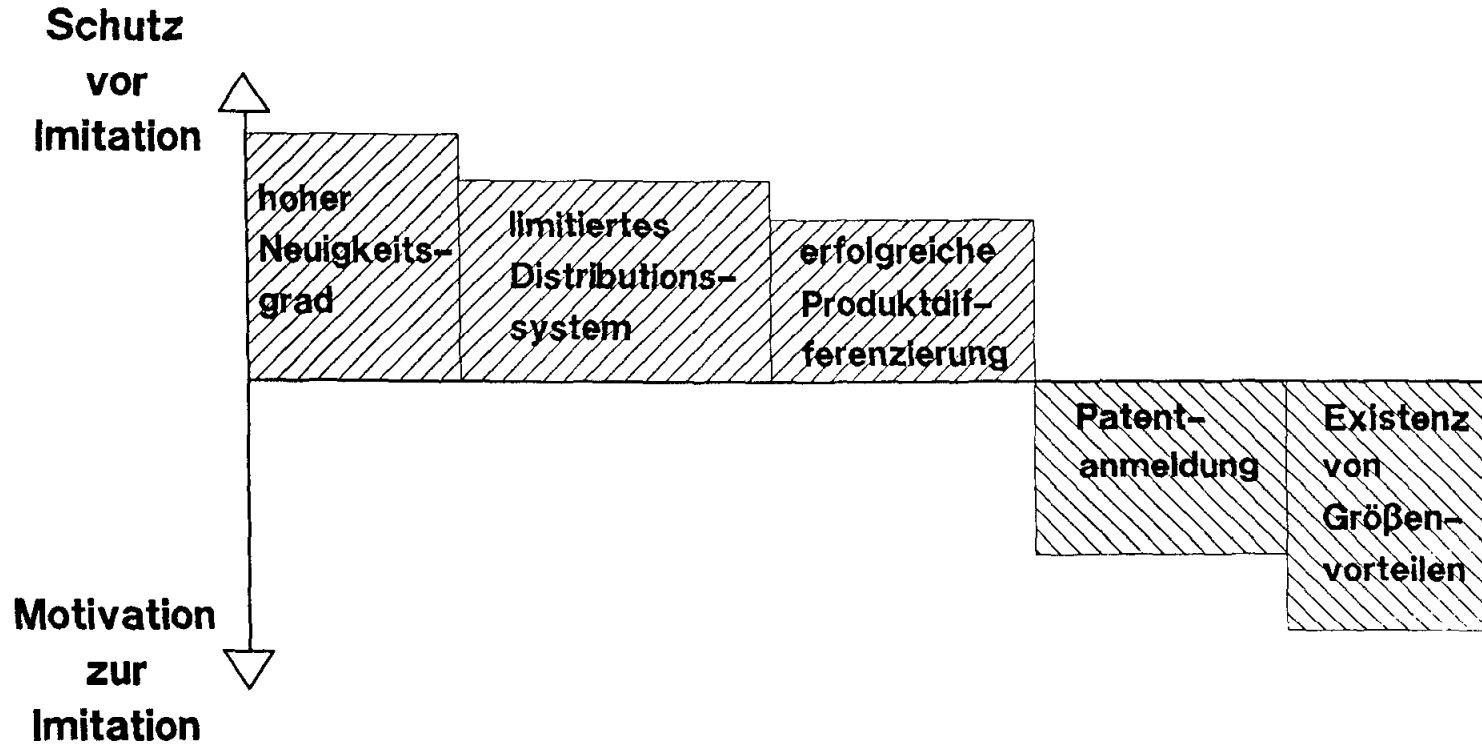 Schutz
vor
Imitation
hoher
Neuigkeits-
grad
limitiertes
Distributions-
system
erfolgreiche
Produktdif-
ferenzierung
Patent-
anmeldung
Existenz
von
Größen-
vorteilen
Motivation
zur
Imitation